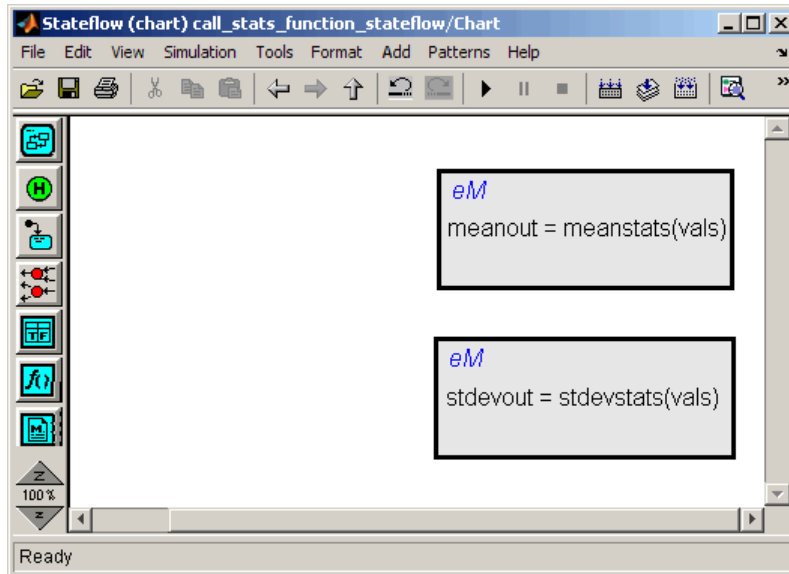 Stateflow (chart) call_stats_function_stateflow/Chart
File Edit View Simulation Tools Format Add Patterns Help
H
eM
meanout = meanstats(vals)
TF
f()
M
eM
stdevout = stdevstats(vals)
Z
100 %
Z
Ready